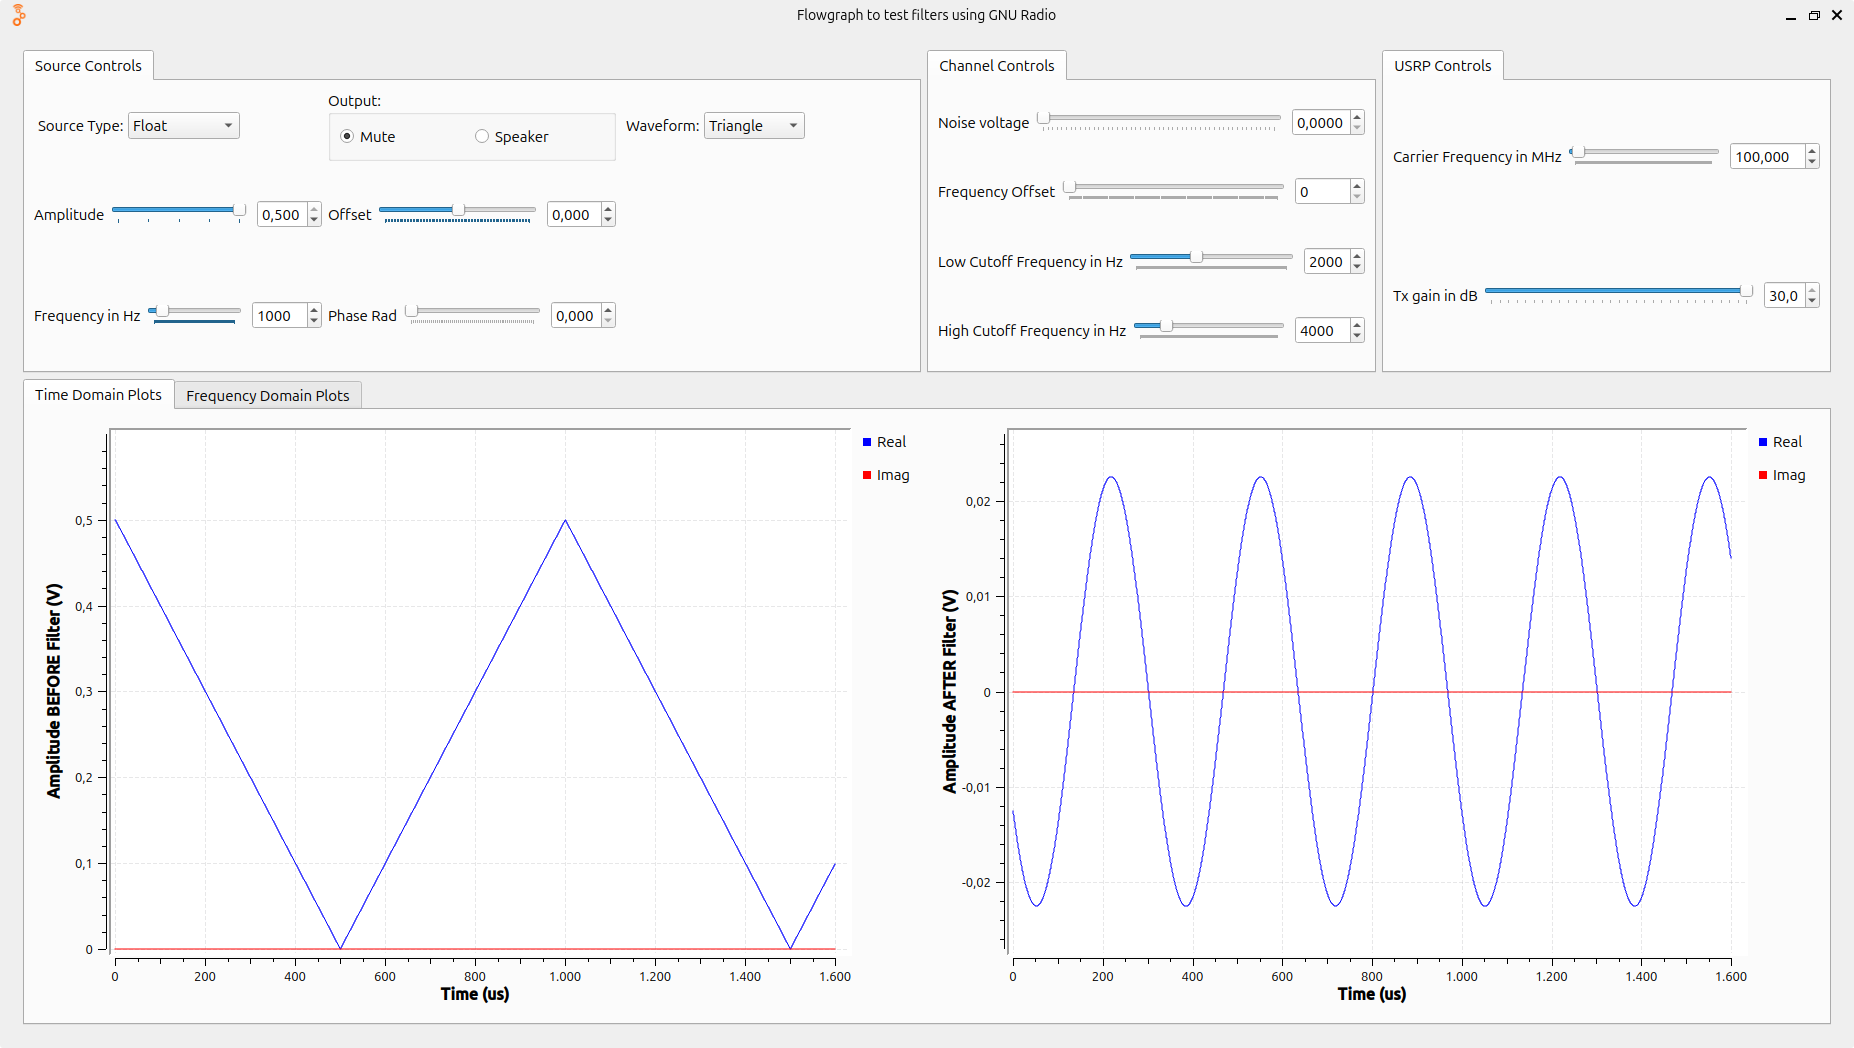 Flowgraph to test filters using GNU Radio
Source Controls
Source Type: Float
Output:
Mute
Speaker
Waveform: Triangle
Amplitude 0,500
Offset 0,000
Frequency in Hz 1000
Phase Rad 0,000
Channel Controls
Noise voltage 0,0000
Frequency Offset 0
Low Cutoff Frequency in Hz 2000
High Cutoff Frequency in Hz 4000
USRP Controls
Carrier Frequency in MHz 100,000
Tx gain in dB 30,0
Time Domain Plots
Frequency Domain Plots
Amplitude BEFORE Filter (V)
0,5
0,4
0,3
0,2
0,1
0
0 200 400 600 800 1.000 1.200 1.400 1.600
Time (us)
Real
Imag
Ampliitude AFTER Filter (V)
0,02
0,01
0
-0,01
-0,02
0 200 400 600 800 1.000 1.200 1.400 1.600
Time (us)
Real
Imag